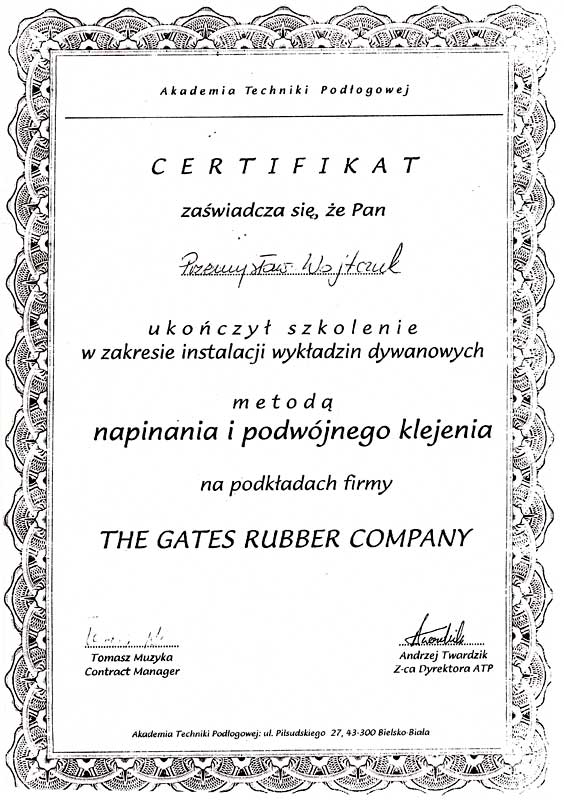 Akademia Techniki Podłogowej
CERTIFIKAT
zaświadcza się, że Pan
Przemysław Wojtczuk
ukończył szkolenie
w zakresie instalacji wykładzin dywanowych
metodą
napinania i podwójnego klejenia
na podkładach firmy
THE GATES RUBBER COMPANY
Tomasz Muzyka
Contract Manager
Andrzej Twardzik
Z-ca Dyrektora ATP
Akademia Techniki Podłogowej: ul. Piłsudskiego 27, 43-300 Bielsko-Biała